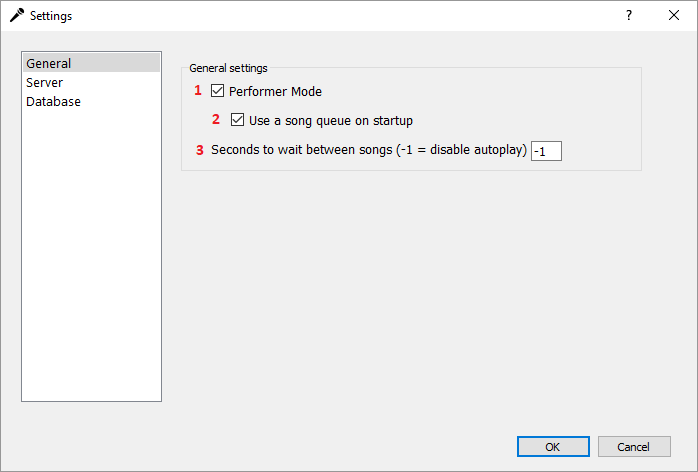 Settings
?
General
Server
Database
General settings
1 Performer Mode
2 Use a song queue on startup
3 Seconds to wait between songs (-1 = disable autoplay) -1
OK Cancel